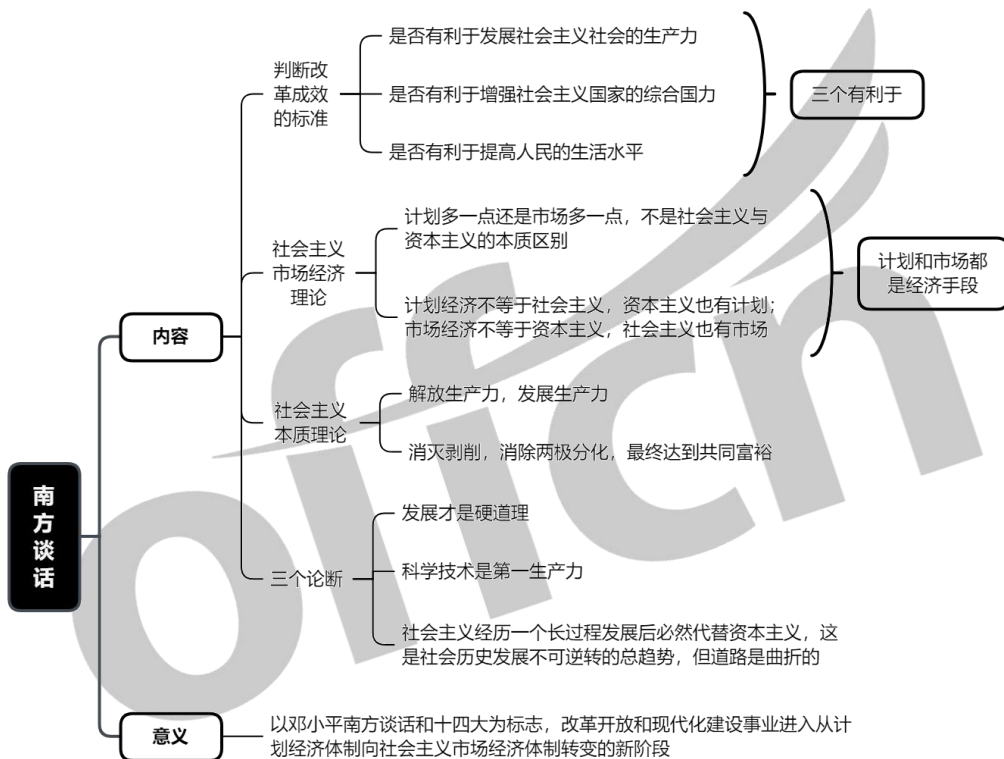 南方谈话
内容
判断改
革成效
的标准
是否有利于发展社会主义社会的生产力
是否有利于增强社会主义国家的综合国力
是否有利于提高人民的生活水平
三个有利于
社会主义
市场经济
理论
计划多一点还是市场多一点，不是社会主义与
资本主义的本质区别
计划经济不等于社会主义，资本主义也有计划；
市场经济不等于资本主义，社会主义也有市场
计划和市场都
是经济手段
社会主义
本质理论
解放生产力，发展生产力
消灭剥削，消除两极分化，最终达到共同富裕
三个论断
发展才是硬道理
科学技术是第一生产力
社会主义经历一个长过程发展后必然代替资本主义，这
是社会历史发展不可逆转的总趋势，但道路是曲折的
意义
以邓小平南方谈话和十四大为标志，改革开放和现代化建设事业进入从计
划经济体制向社会主义市场经济体制转变的新阶段
offcn